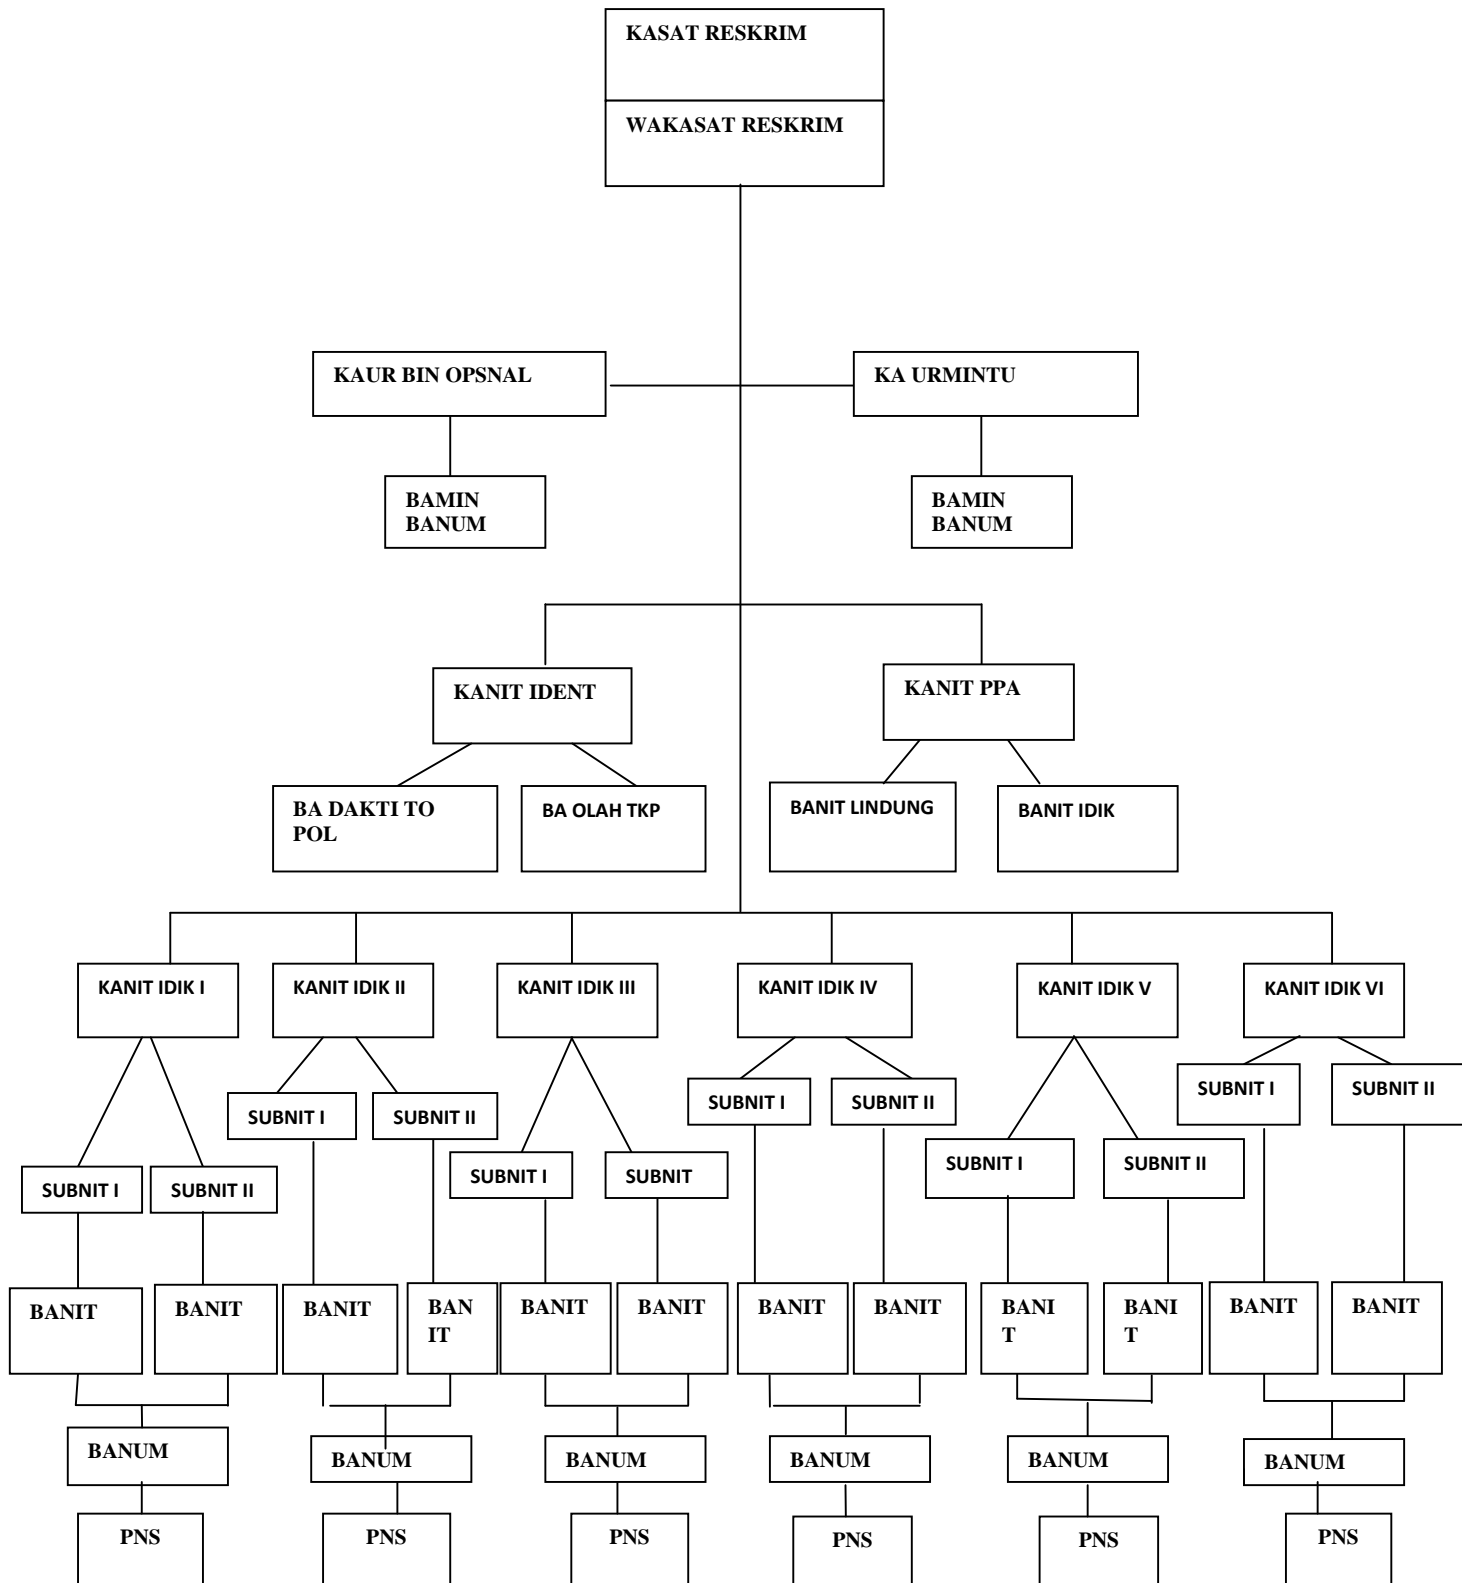 KASAT RESKRIM
WAKASAT RESKRIM
KAUR BIN OPSNAL
KA URMINTU
BAMIN
BANUM
BAMIN
BANUM
KANIT IDENT
KANIT PPA
BA DAKTI TO
POL
BA OLAH TKP
BANIT LINDUNG
BANIT IDIK
KANIT IDIK I
KANIT IDIK II
KANIT IDIK III
KANIT IDIK IV
KANIT IDIK V
KANIT IDIK VI
SUBNIT I
SUBNIT II
SUBNIT I
SUBNIT II
SUBNIT I
SUBNIT
SUBNIT I
SUBNIT II
SUBNIT I
SUBNIT II
SUBNIT I
SUBNIT II
BANIT
BANIT
BANIT
BAN
IT
BANIT
BANIT
BANIT
BANIT
BANI
T
BANI
T
BANIT
BANIT
BANUM
BANUM
BANUM
BANUM
BANUM
BANUM
PNS
PNS
PNS
PNS
PNS
PNS